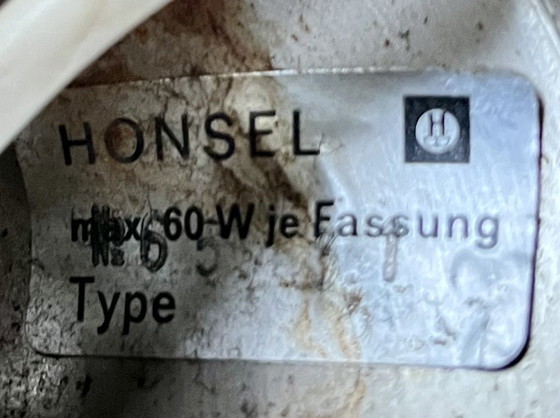 HONSEL
H
max. 60 W je Fassung
Type